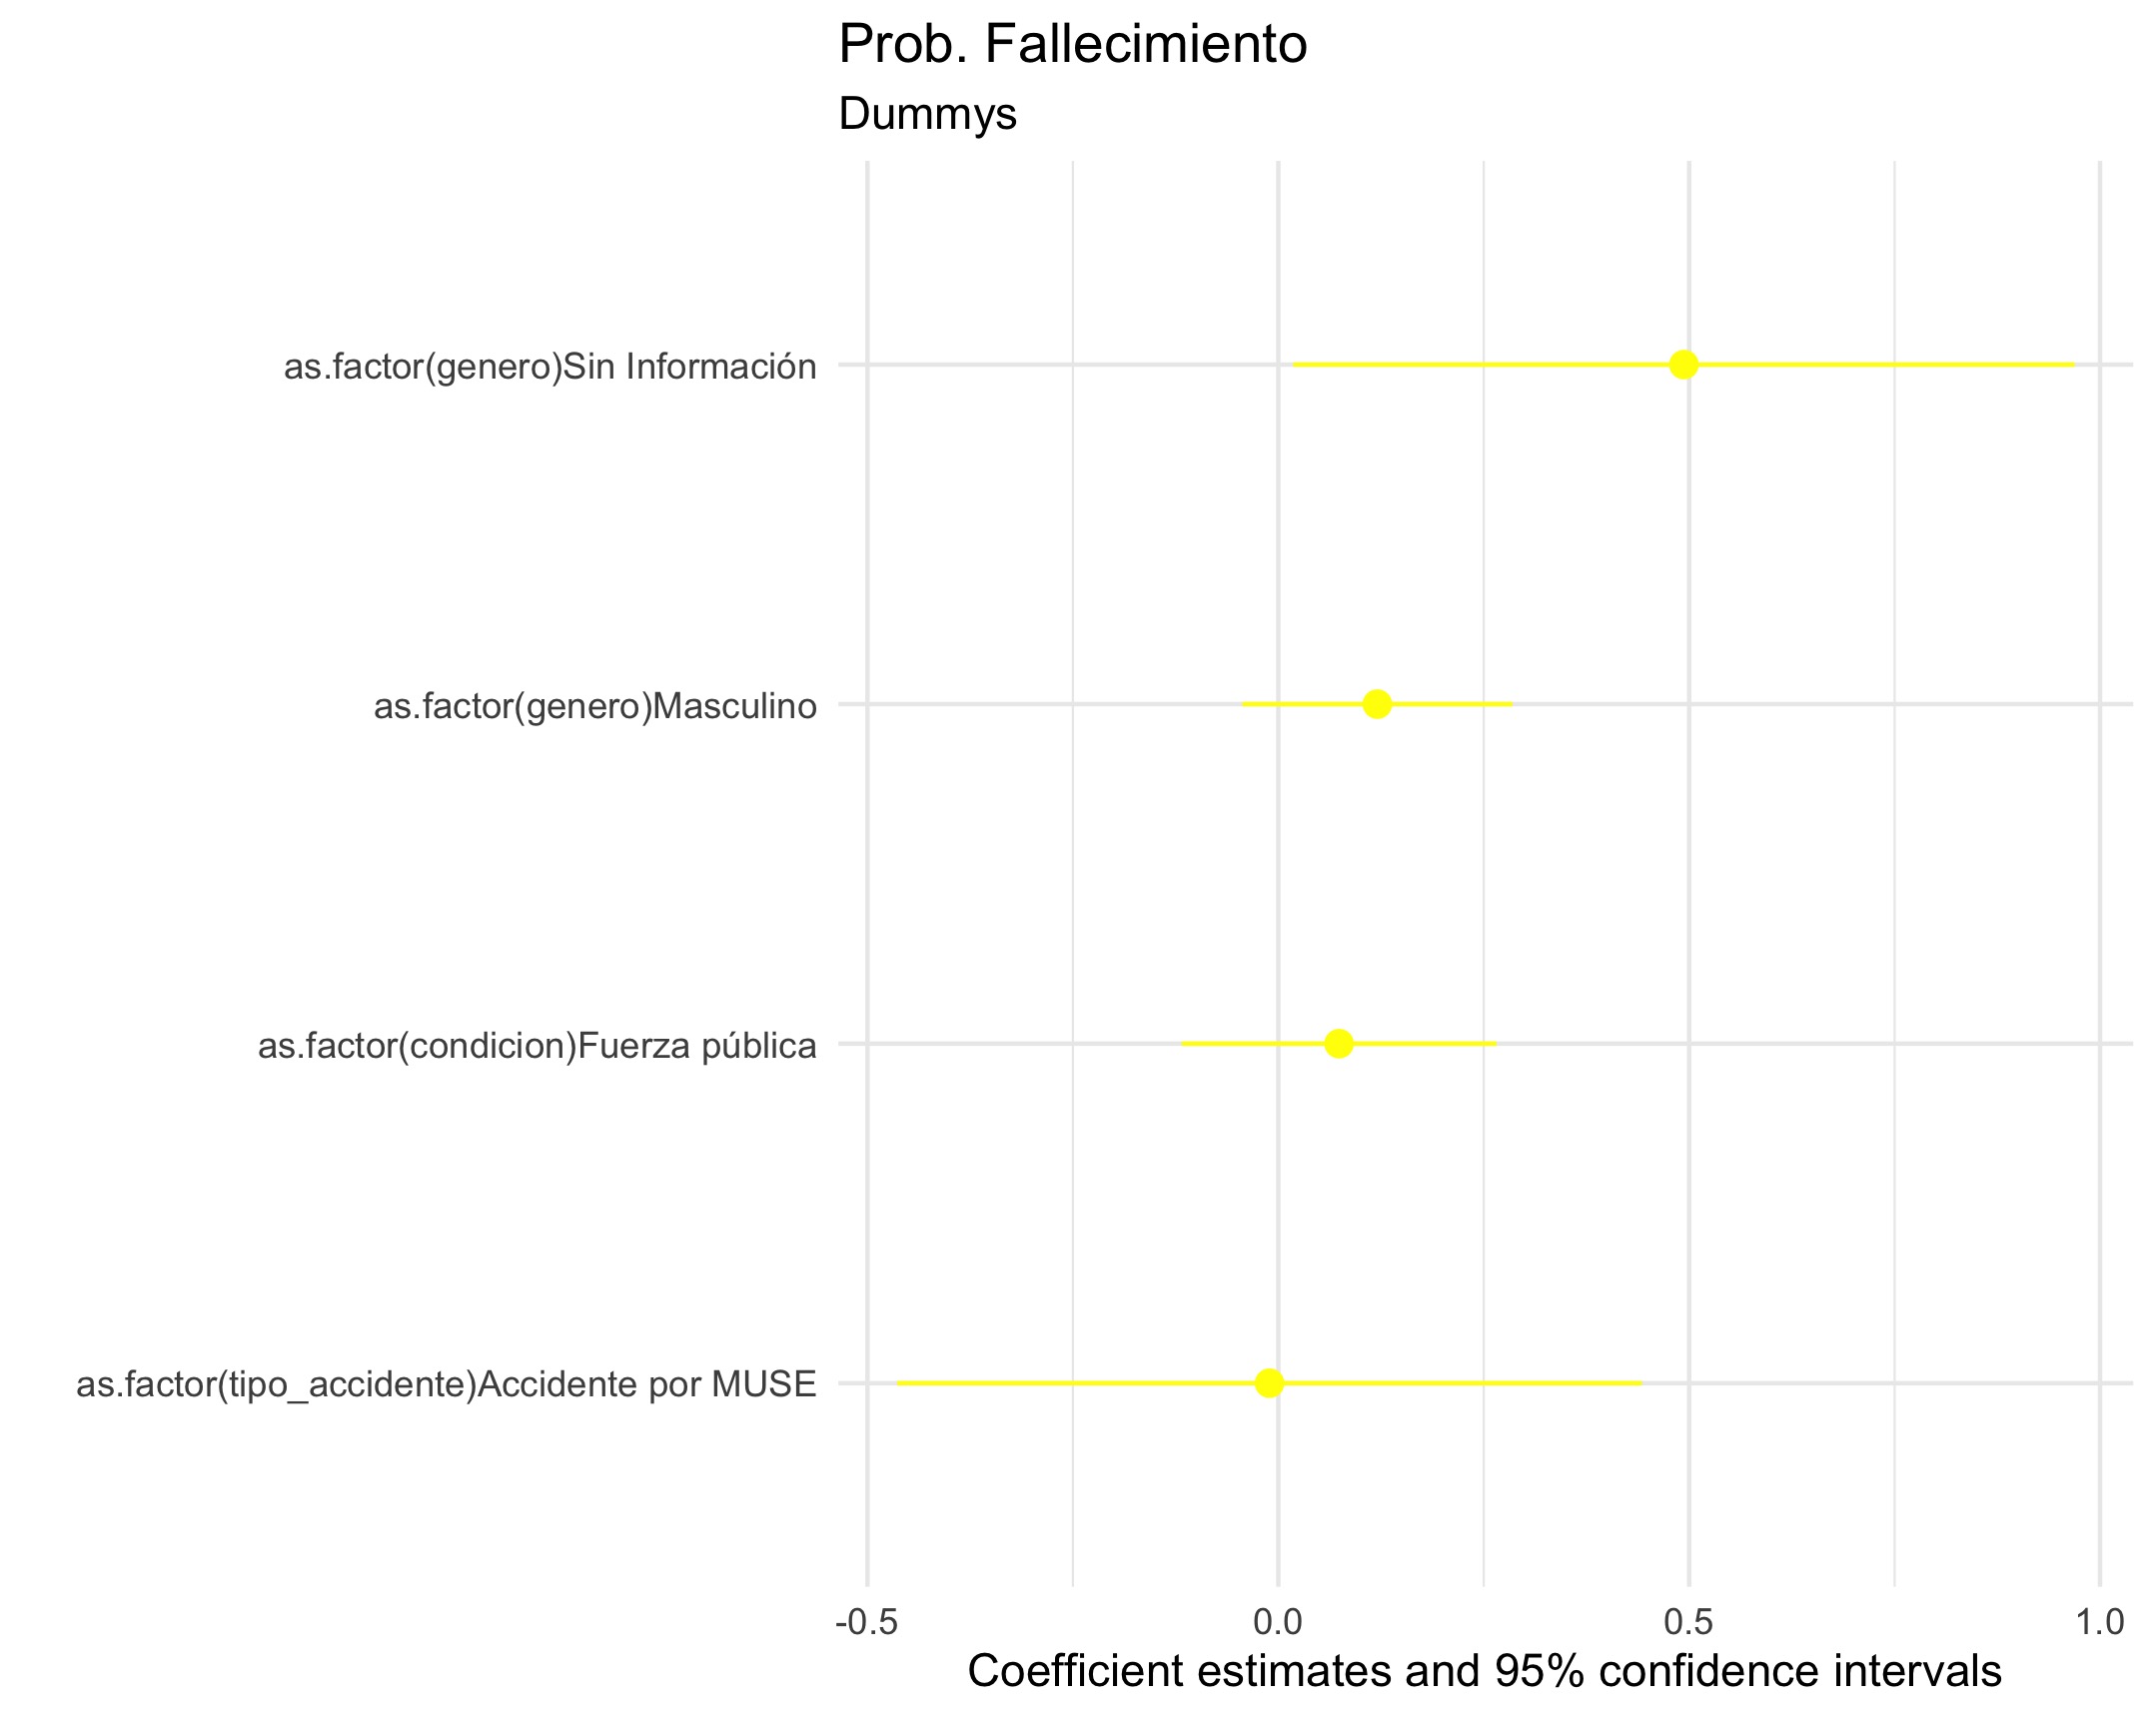 Prob. Fallecimiento
Dummys
as.factor(genero)Sin Información
as.factor(genero)Masculino
as.factor(condicion)Fuerza pública
as.factor(tipo_accidente)Accidente por MUSE
-0.5 0.0 0.5 1.0
Coefficient estimates and 95% confidence intervals